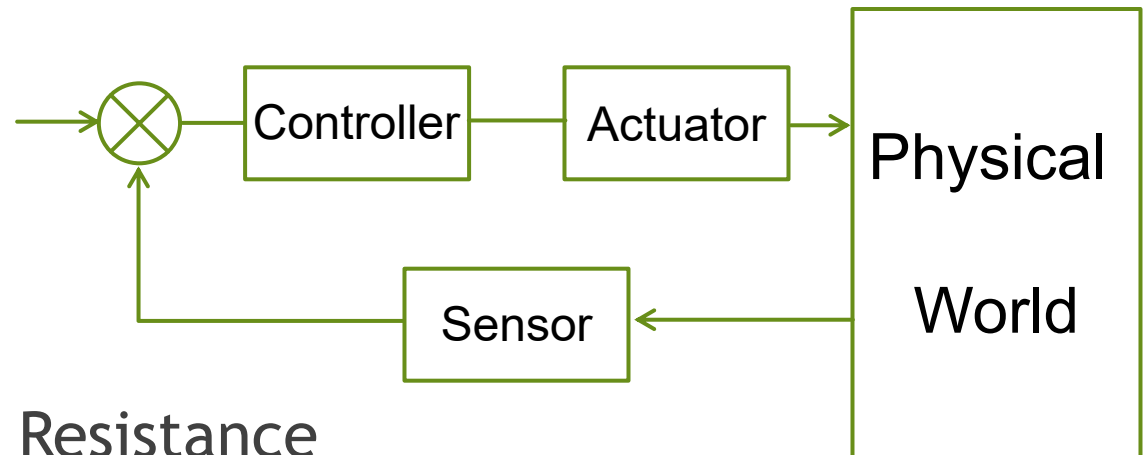 Controller
Actuator
Physical
World
Sensor
Resistance